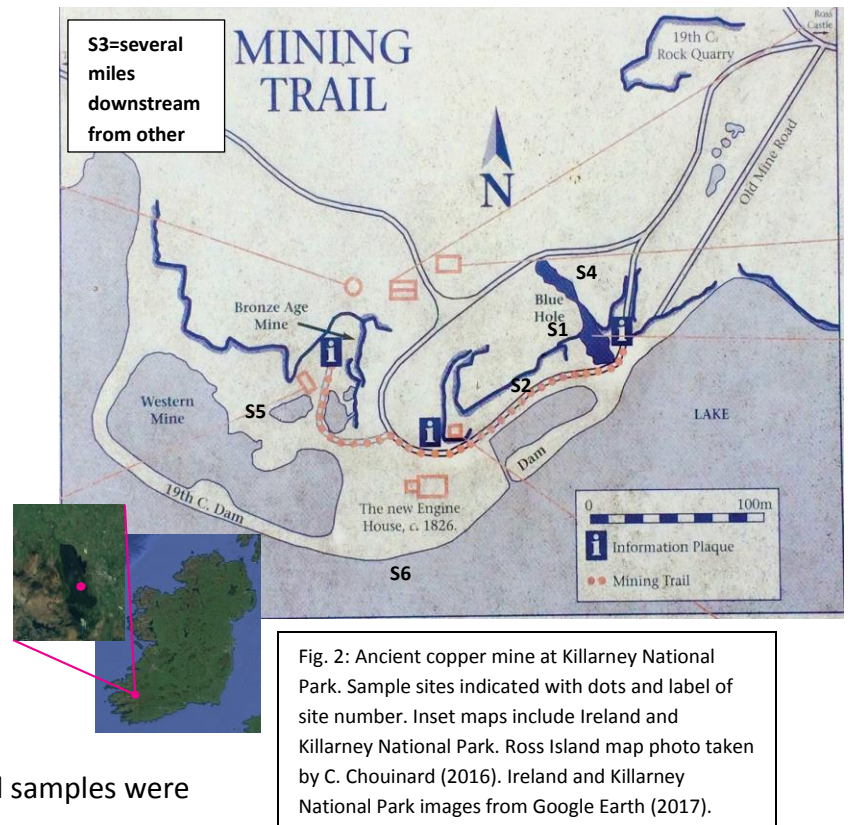 S3=several
miles
downstream
from other
MINING
TRAIL
19th C.
Rock Quarry
Ross
Castle
N
Old Mine Road
S4
Bronze Age
Mine
Blue
Hole
S1
i
i
S2
Western
Mine
S5
i
LAKE
Dam
19th C. Dam
The new Engine
House, c. 1826.
0 100m
i Information Plaque
Mining Trail
S6
Fig. 2: Ancient copper mine at Killarney National
Park. Sample sites indicated with dots and label of
site number. Inset maps include Ireland and
Killarney National Park. Ross Island map photo taken
by C. Chouinard (2016). Ireland and Killarney
National Park images from Google Earth (2017).
samples were